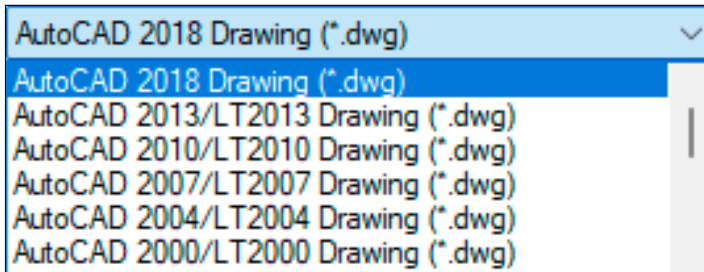 AutoCAD 2018 Drawing (*.dwg)
AutoCAD 2018 Drawing (*.dwg)
AutoCAD 2013/LT2013 Drawing (*.dwg)
AutoCAD 2010/LT2010 Drawing (*.dwg)
AutoCAD 2007/LT2007 Drawing (*.dwg)
AutoCAD 2004/LT2004 Drawing (*.dwg)
AutoCAD 2000/LT2000 Drawing (*.dwg)